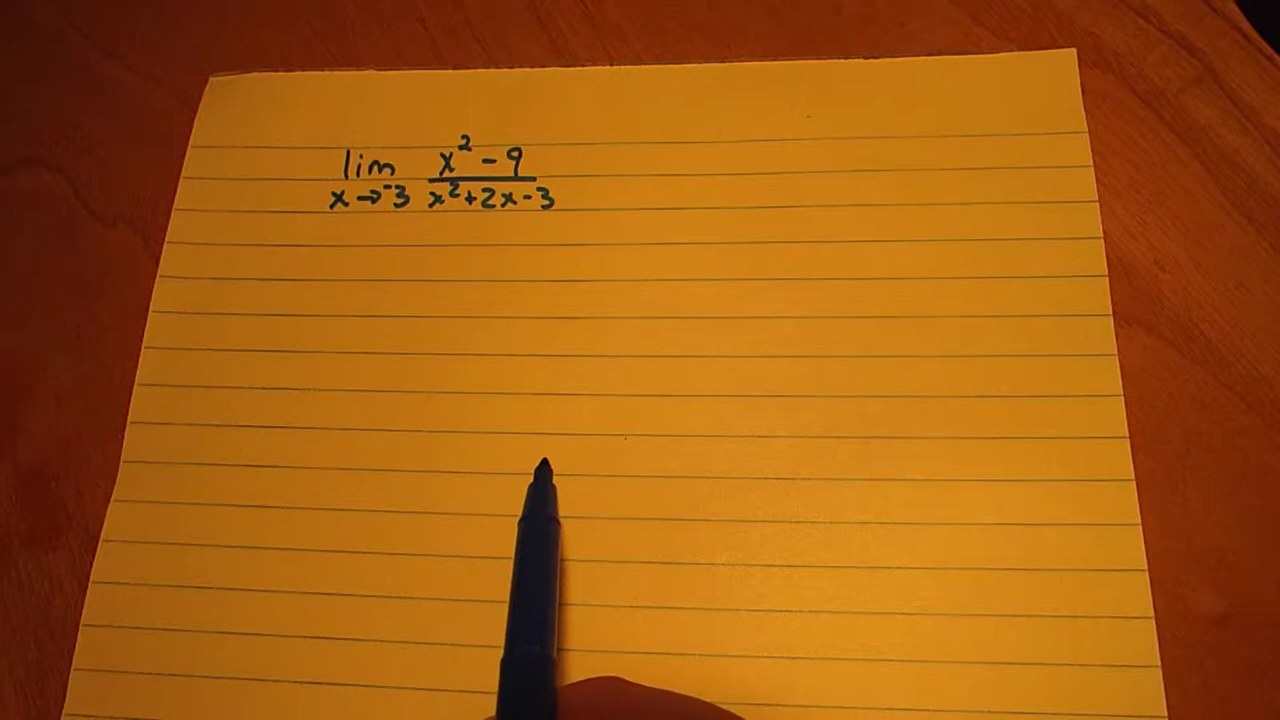 lim x² - 9
x → ⁻3 x² + 2x - 3